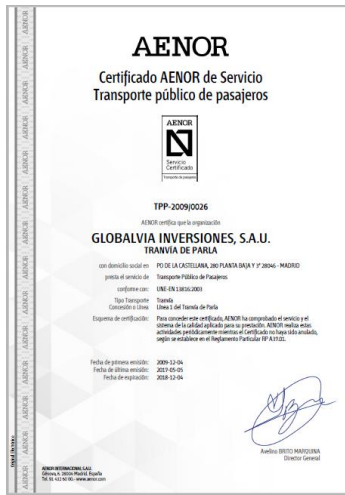 AENOR
Certificado AENOR de Servicio
Transporte público de pasajeros
AENOR
Servicio
Certificado
Transporte de pasajeros
TPP-2009/0026
AENOR certifica que la organización
GLOBALVIA INVERSIONES, S.A.U.
TRANVÍA DE PARLA
con domicilio social en PO DE LA CASTELLANA, 280 PLANTA BAJA Y 3ª 28046 - MADRID
presta el servicio de Transporte Público de Pasajeros
conforme con: UNE-EN 13816:2003
Tipo Transporte Tranvía
Concesión o Línea Línea 1 del Tranvía de Parla
Esquema de certificación: Para conceder este certificado, AENOR ha comprobado el servicio y el
sistema de la calidad aplicado para su prestación. AENOR realiza estas
actividades periódicamente mientras el Certificado no haya sido anulado,
según se establece en el Reglamento Particular RP A19.01.
Fecha de primera emisión: 2009-12-04
Fecha de última emisión: 2017-05-05
Fecha de expiración: 2018-12-04
Avelino BRITO MARQUINA
Director General
AENOR INTERNACIONAL S.A.U.
Génova, 6. 28004 Madrid. España
Tel. 91 432 60 00.- www.aenor.com